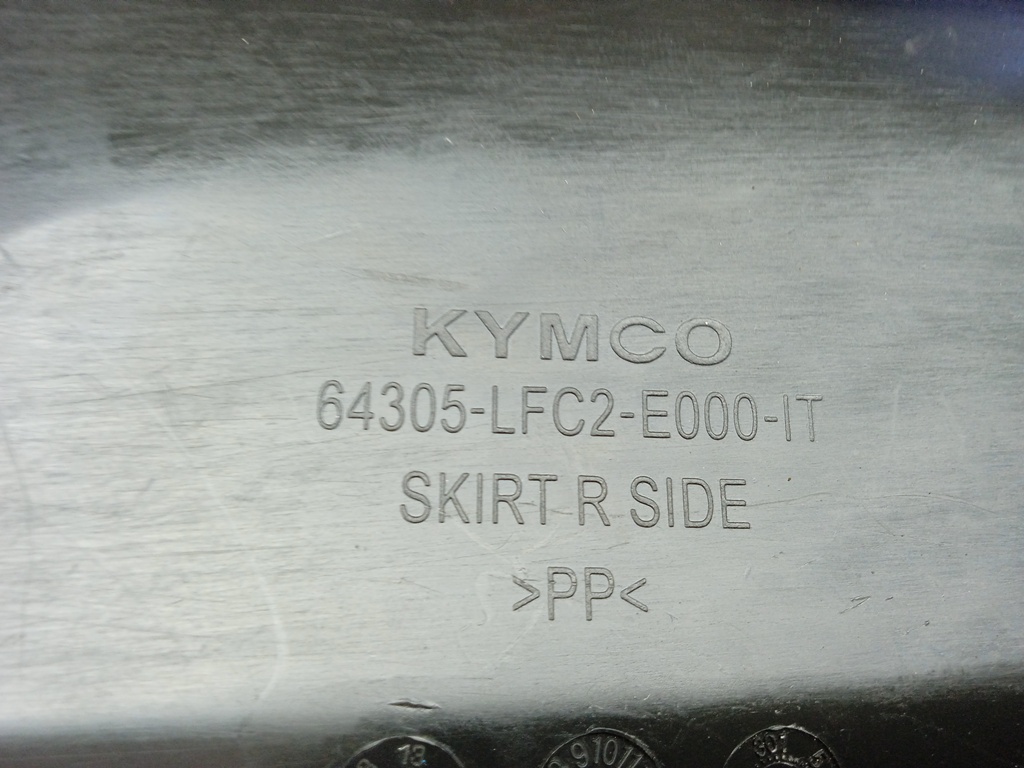 KYMCO
64305-LFC2-E000-IT
SKIRT R SIDE
>PP<